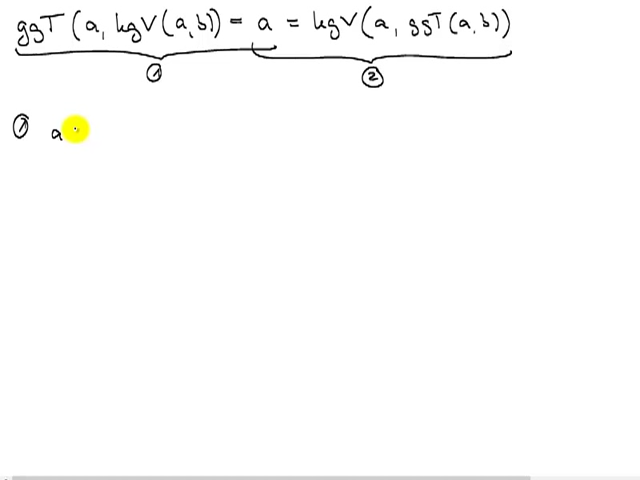 ggT(a, kgV(a,b)) = a = kgV(a, ggT(a,b))
① ②
① a